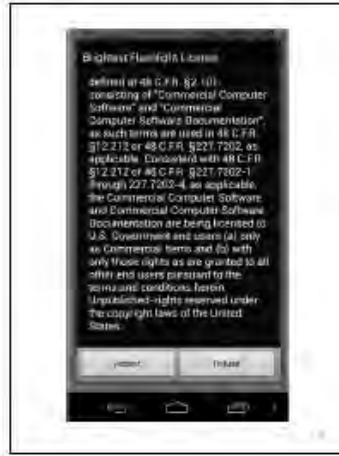 Brightest Flashlight License
defined at 48 C.F.R. §2.101,
consisting of "Commercial Computer
Software" and "Commercial
Computer Software Documentation",
as such terms are used in 48 C.F.R.
§12.212 or 48 C.F.R. §227.7202, as
applicable. Consistent with 48 C.F.R.
§12.212 or 48 C.F.R. §227.7202-1
through 227.7202-4, as applicable,
the Commercial Computer Software
and Commercial Computer Software
Documentation are being licensed to
U.S. Government end users (a) only
as Commercial Items and (b) with
only those rights as are granted to all
other end users pursuant to the
terms and conditions herein.
Unpublished-rights reserved under
the copyright laws of the United
States.
Accept Refuse